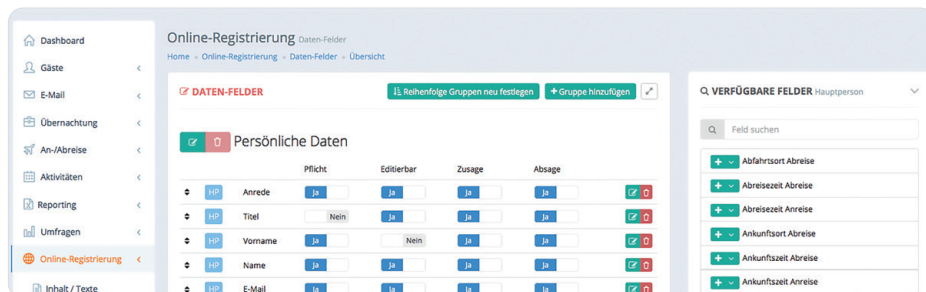 Dashboard
Gäste
E-Mail
Übernachtung
An-/Abreise
Aktivitäten
Reporting
Umfragen
Online-Registrierung
Inhalt / Texte
Online-Registrierung Daten-Felder
Home » Online-Registrierung » Daten-Felder » Übersicht
DATEN-FELDER
Reihenfolge Gruppen neu festlegen
Gruppe hinzufügen
Persönliche Daten
Pflicht Editierbar Zusage Absage
HP Anrede Ja Ja Ja Ja
HP Titel Nein Ja Ja Ja
HP Vorname Ja Nein Ja Ja
HP Name Ja Ja Ja Ja
HP E-Mail Ja Ja Ja Ja
VERFÜGBARE FELDER Hauptperson
Feld suchen
Abfahrtsort Abreise
Abreisezeit Abreise
Abreisezeit Anreise
Ankunftsort Abreise
Ankunftszeit Abreise
Ankunftszeit Anreise